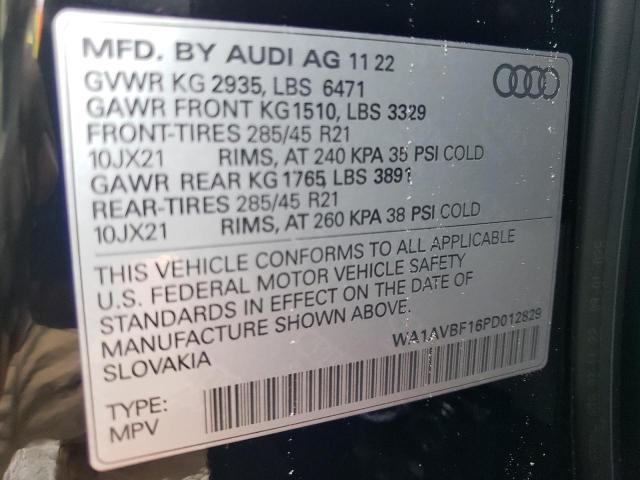 MFD. BY AUDI AG 11 22
GVWR KG 2935, LBS 6471
GAWR FRONT KG1510, LBS 3329
FRONT-TIRES 285/45 R21
10JX21 RIMS, AT 240 KPA 35 PSI COLD
GAWR REAR KG 1765, LBS 3891
REAR-TIRES 285/45 R21
10JX21 RIMS, AT 260 KPA 38 PSI COLD
THIS VEHICLE CONFORMS TO ALL APPLICABLE
U.S. FEDERAL MOTOR VEHICLE SAFETY
STANDARDS IN EFFECT ON THE DATE OF
MANUFACTURE SHOWN ABOVE.
SLOVAKIA
WA1AVBF16PD012829
TYPE:
MPV